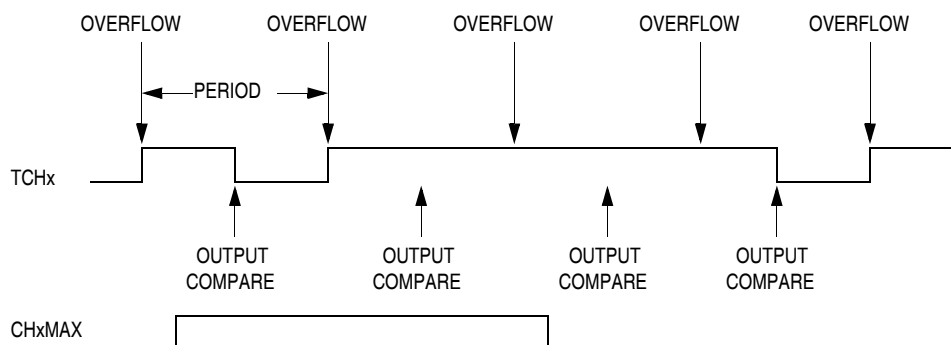 OVERFLOW OVERFLOW OVERFLOW OVERFLOW OVERFLOW
PERIOD
TCHx
OUTPUT COMPARE
OUTPUT COMPARE
OUTPUT COMPARE
OUTPUT COMPARE
CHxMAX